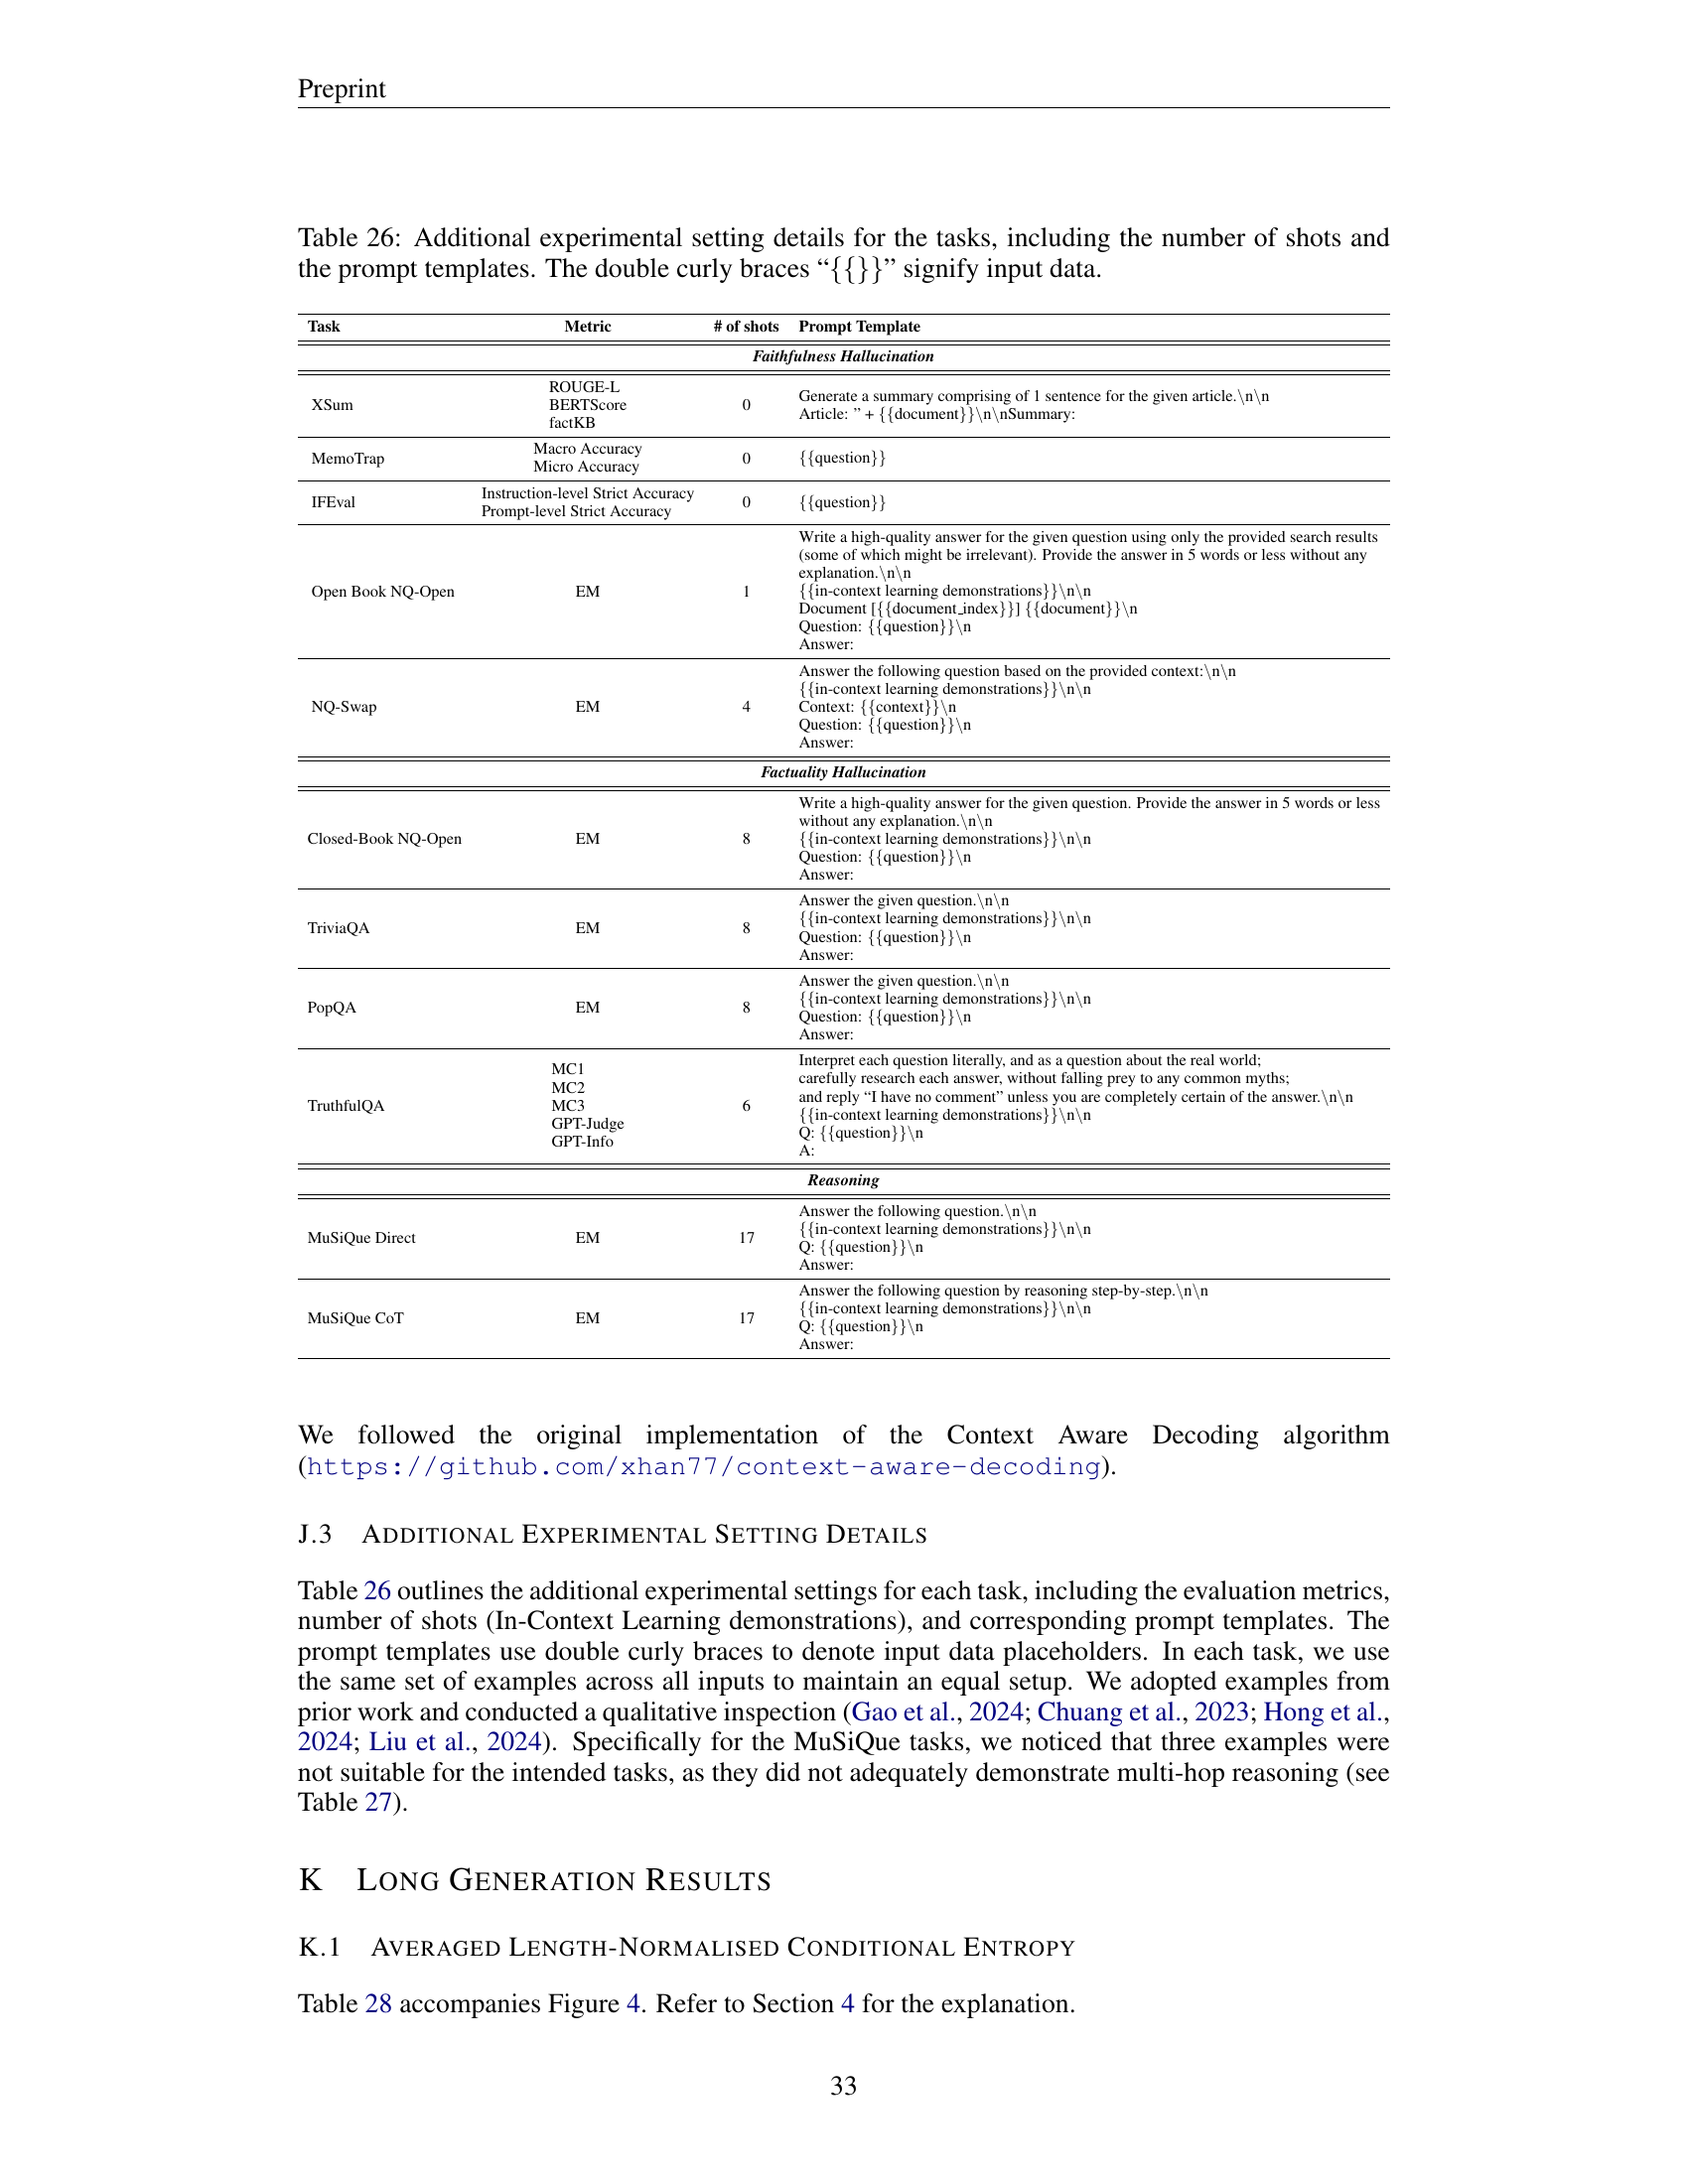 Preprint
Table 26: Additional experimental setting details for the tasks, including the number of shots and
the prompt templates. The double curly braces “{{}}” signify input data.
Task Metric # of shots Prompt Template
Faithfulness Hallucination
XSum
ROUGE-L
BERTScore
factKB
0
Generate a summary comprising of 1 sentence for the given article.\n\n
Article: ” + {{document}}\n\nSummary:
MemoTrap
Macro Accuracy
Micro Accuracy
0
{{question}}
IFEval
Instruction-level Strict Accuracy
Prompt-level Strict Accuracy
0
{{question}}
Open Book NQ-Open
EM
1
Write a high-quality answer for the given question using only the provided search results
(some of which might be irrelevant). Provide the answer in 5 words or less without any
explanation.\n\n
{{in-context learning demonstrations}}\n\n
Document [{{document_index}}] {{document}}\n
Question: {{question}}\n
Answer:
NQ-Swap
EM
4
Answer the following question based on the provided context:\n\n
{{in-context learning demonstrations}}\n\n
Context: {{context}}\n
Question: {{question}}\n
Answer:
Factuality Hallucination
Closed-Book NQ-Open
EM
8
Write a high-quality answer for the given question. Provide the answer in 5 words or less
without any explanation.\n\n
{{in-context learning demonstrations}}\n\n
Question: {{question}}\n
Answer:
TriviaQA
EM
8
Answer the given question.\n\n
{{in-context learning demonstrations}}\n\n
Question: {{question}}\n
Answer:
PopQA
EM
8
Answer the given question.\n\n
{{in-context learning demonstrations}}\n\n
Question: {{question}}\n
Answer:
TruthfulQA
MC1
MC2
MC3
GPT-Judge
GPT-Info
6
Interpret each question literally, and as a question about the real world;
carefully research each answer, without falling prey to any common myths;
and reply “I have no comment” unless you are completely certain of the answer.\n\n
{{in-context learning demonstrations}}\n\n
Q: {{question}}\n
A:
Reasoning
MuSiQue Direct
EM
17
Answer the following question.\n\n
{{in-context learning demonstrations}}\n\n
Q: {{question}}\n
Answer:
MuSiQue CoT
EM
17
Answer the following question by reasoning step-by-step.\n\n
{{in-context learning demonstrations}}\n\n
Q: {{question}}\n
Answer:
We followed the original implementation of the Context Aware Decoding algorithm
(https://github.com/xhan77/context-aware-decoding).
J.3 ADDITIONAL EXPERIMENTAL SETTING DETAILS
Table 26 outlines the additional experimental settings for each task, including the evaluation metrics,
number of shots (In-Context Learning demonstrations), and corresponding prompt templates. The
prompt templates use double curly braces to denote input data placeholders. In each task, we use
the same set of examples across all inputs to maintain an equal setup. We adopted examples from
prior work and conducted a qualitative inspection (Gao et al., 2024; Chuang et al., 2023; Hong et al.,
2024; Liu et al., 2024). Specifically for the MuSiQue tasks, we noticed that three examples were
not suitable for the intended tasks, as they did not adequately demonstrate multi-hop reasoning (see
Table 27).
K LONG GENERATION RESULTS
K.1 AVERAGED LENGTH-NORMALISED CONDITIONAL ENTROPY
Table 28 accompanies Figure 4. Refer to Section 4 for the explanation.
33